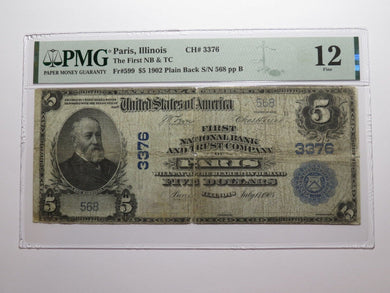 PMG
PAPER MONEY GUARANTY
Paris, Illinois CH# 3376
The First NB & TC
Fr#599 $5 1902 Plain Back S/N 568 pp B
12
Fine
United States of America
568
5
FIRST
NATIONAL BANK
AND TRUST COMPANY
OF
PARIS
3376
3376
FIVE DOLLARS
568
5